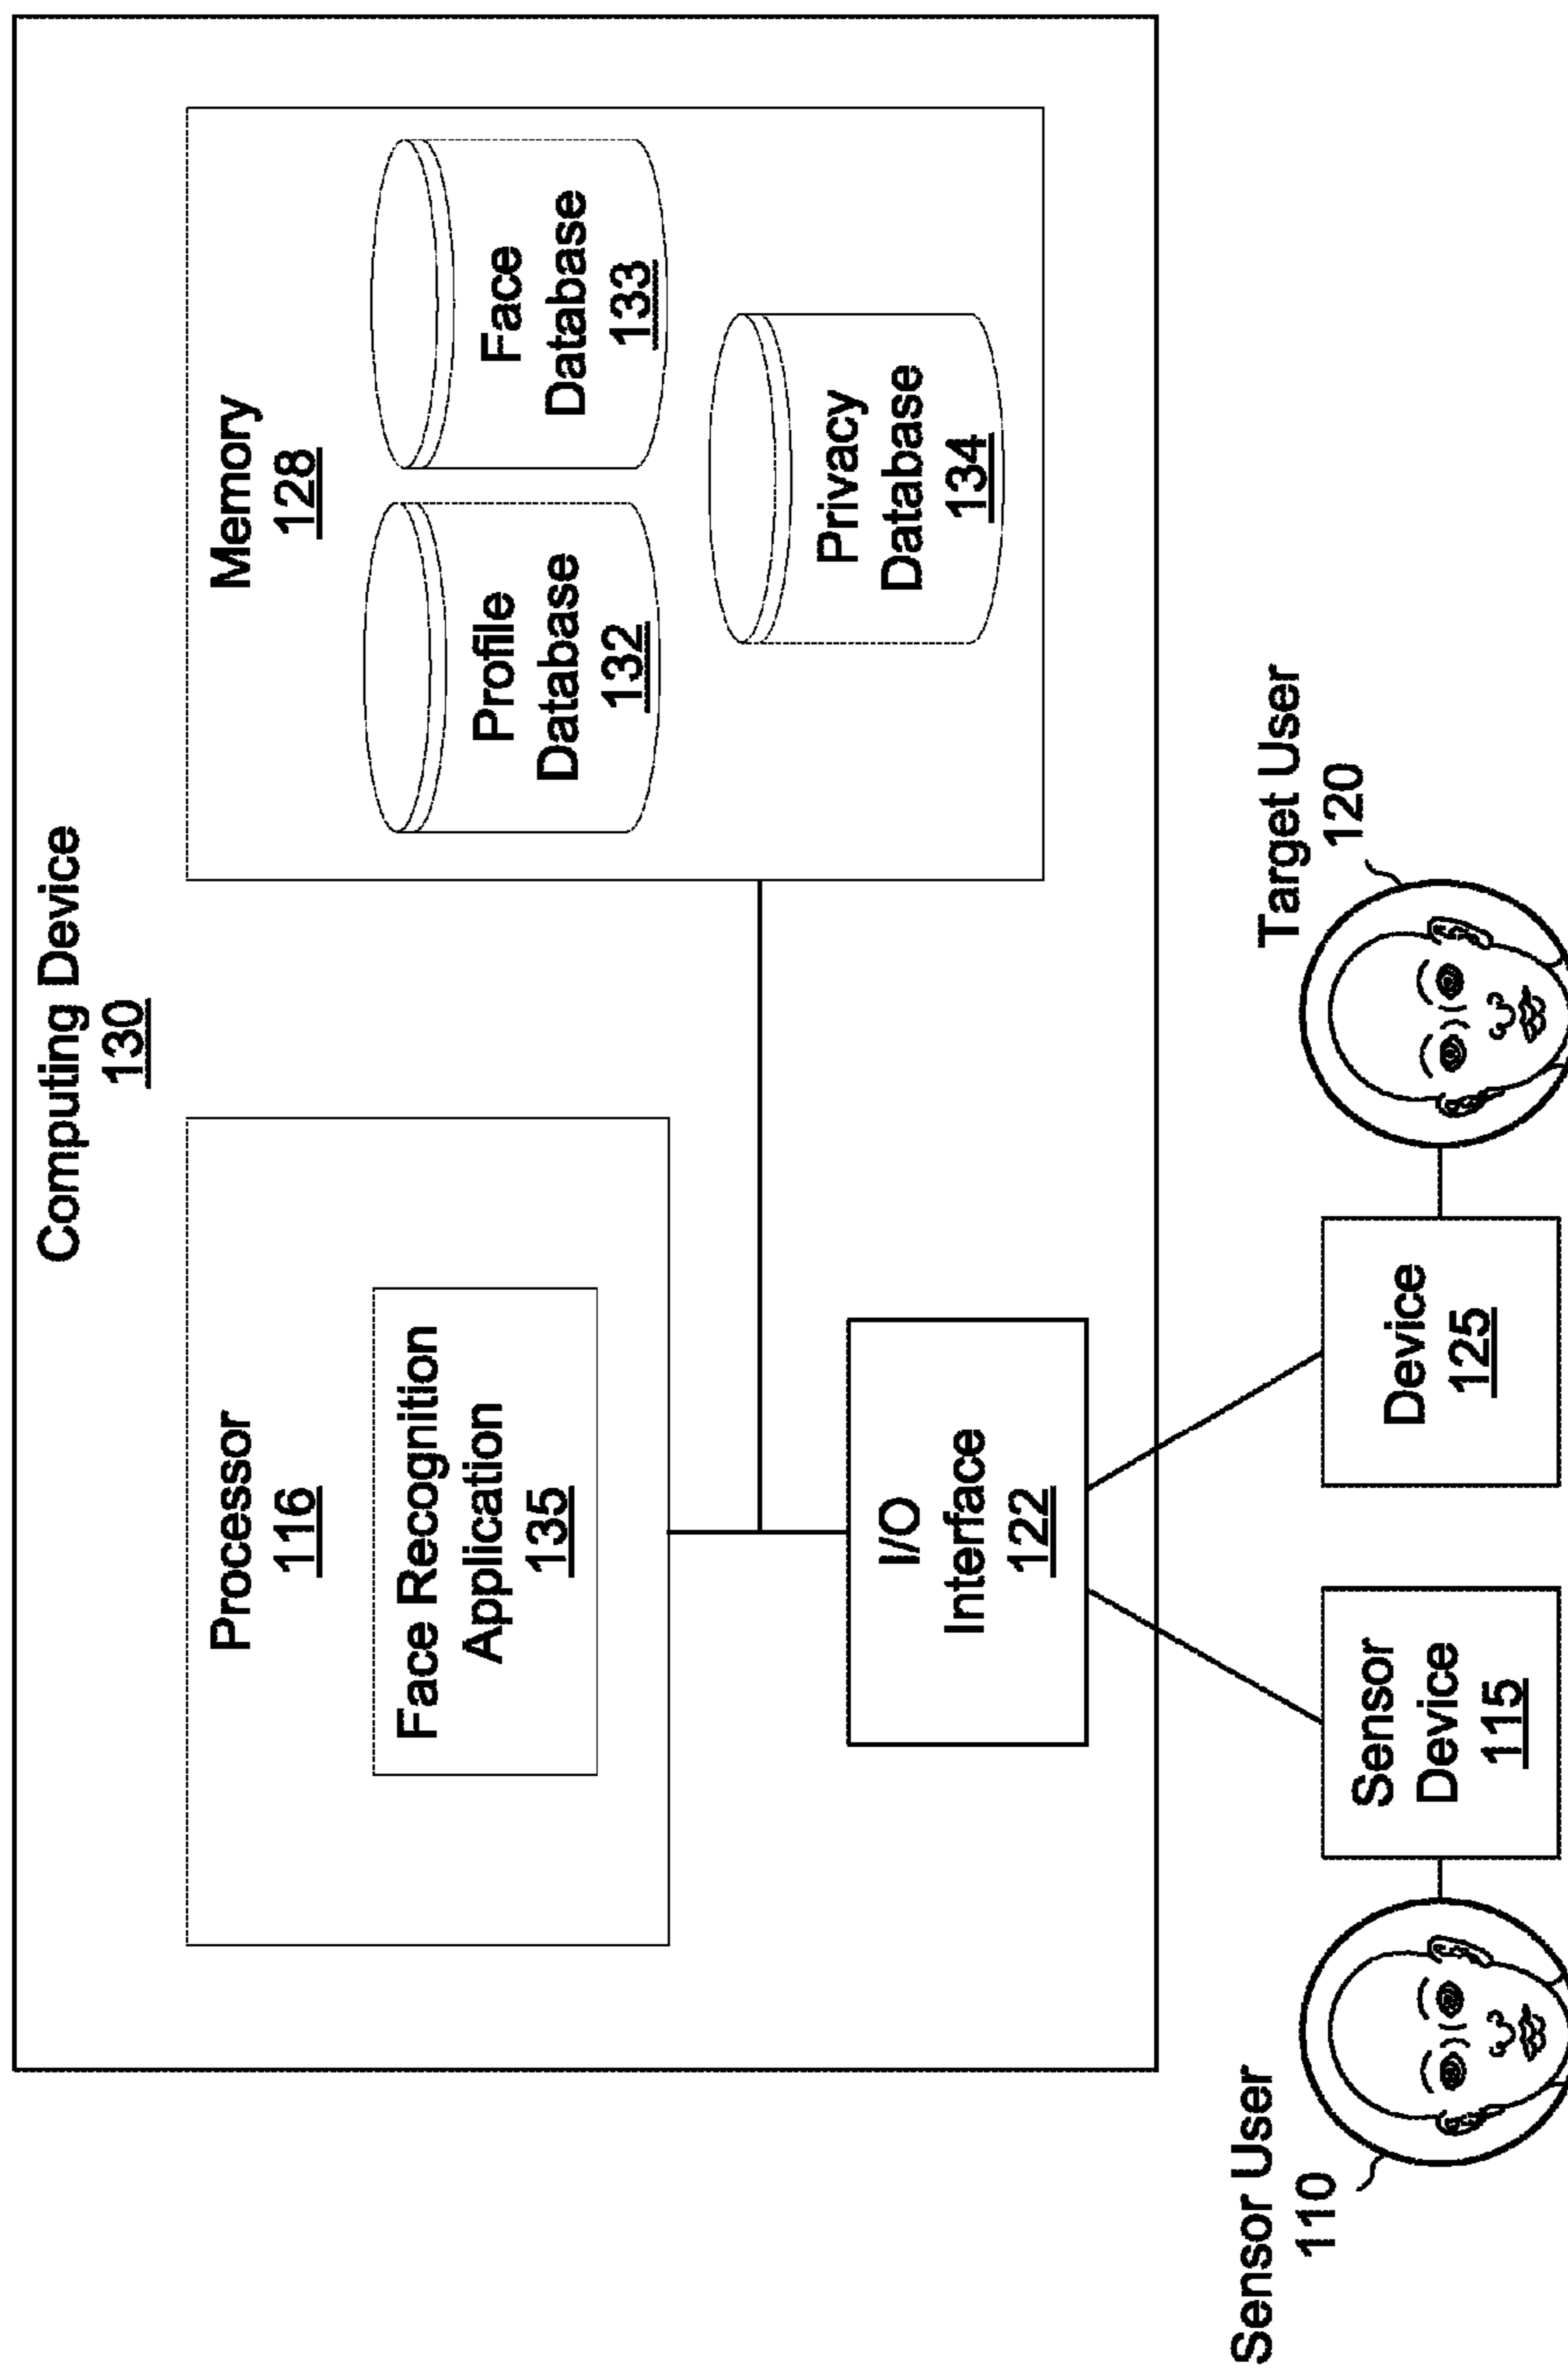 Computing Device
130
Processor
116
Face Recognition
Application
135
Memory
128
Profile
Database
132
Face
Database
133
Privacy
Database
134
I/O
Interface
122
Sensor User
110
Sensor
Device
115
Device
125
Target User
120